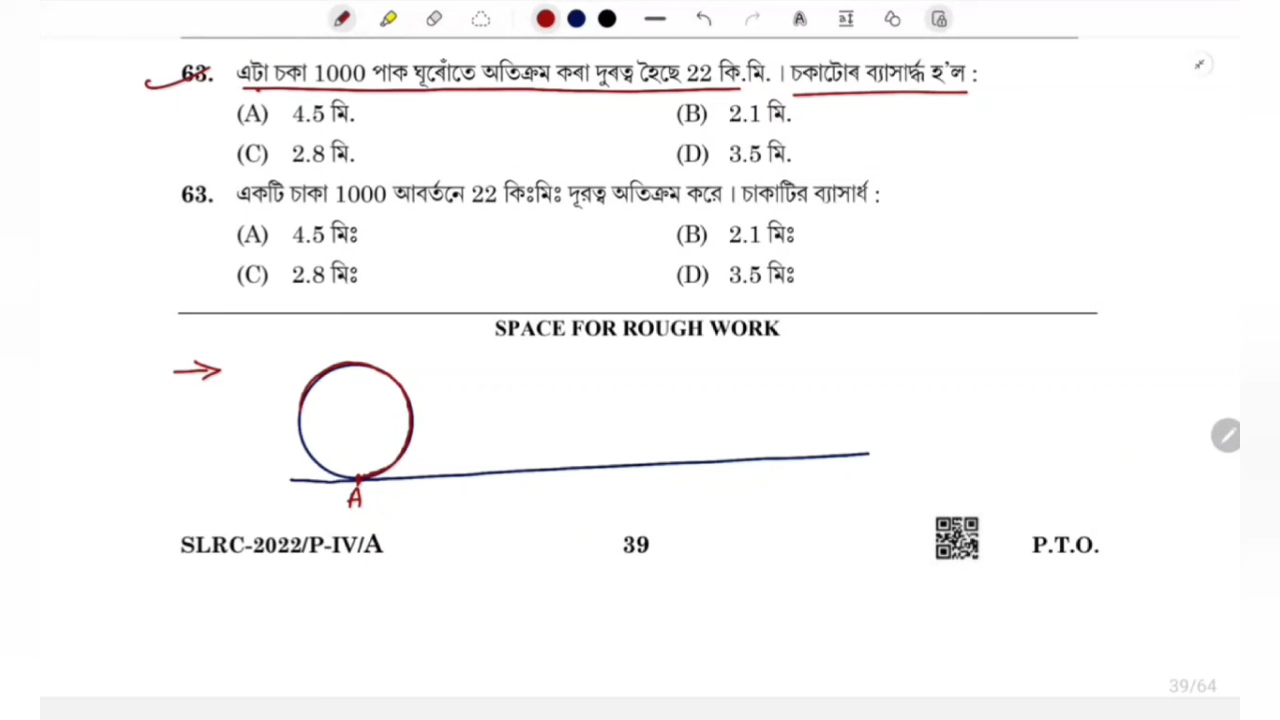 63. এটা চকা 1000 পাক ঘূৰোঁতে অতিক্ৰম কৰা দুৰত্ব হৈছে 22 কি.মি. । চকাটোৰ ব্যাসাৰ্দ্ধ হ'ল :
(A) 4.5 মি. (B) 2.1 মি.
(C) 2.8 মি. (D) 3.5 মি.
63. একটি চাকা 1000 আবর্তনে 22 কিঃমিঃ দূরত্ব অতিক্রম করে । চাকাটির ব্যাসার্ধ :
(A) 4.5 মিঃ (B) 2.1 মিঃ
(C) 2.8 মিঃ (D) 3.5 মিঃ
SPACE FOR ROUGH WORK
A
SLRC-2022/P-IV/A 39 P.T.O.
39/64